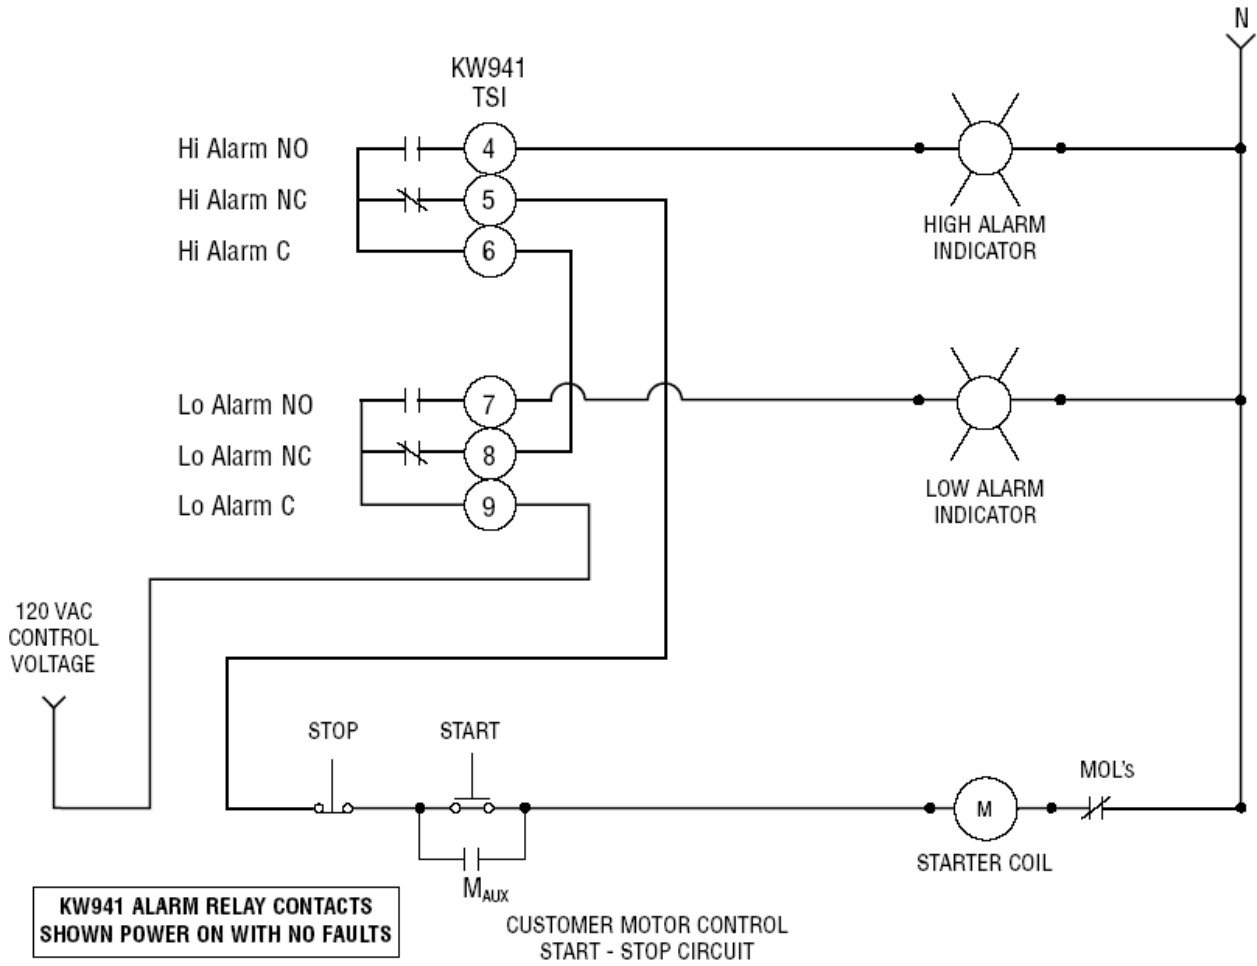 N
KW941
TSI
Hi Alarm NO
4
Hi Alarm NC
5
Hi Alarm C
6
HIGH ALARM
INDICATOR
Lo Alarm NO
7
Lo Alarm NC
8
Lo Alarm C
9
LOW ALARM
INDICATOR
120 VAC
CONTROL
VOLTAGE
STOP
START
MOL's
M
STARTER COIL
MAUX
KW941 ALARM RELAY CONTACTS
SHOWN POWER ON WITH NO FAULTS
CUSTOMER MOTOR CONTROL
START - STOP CIRCUIT